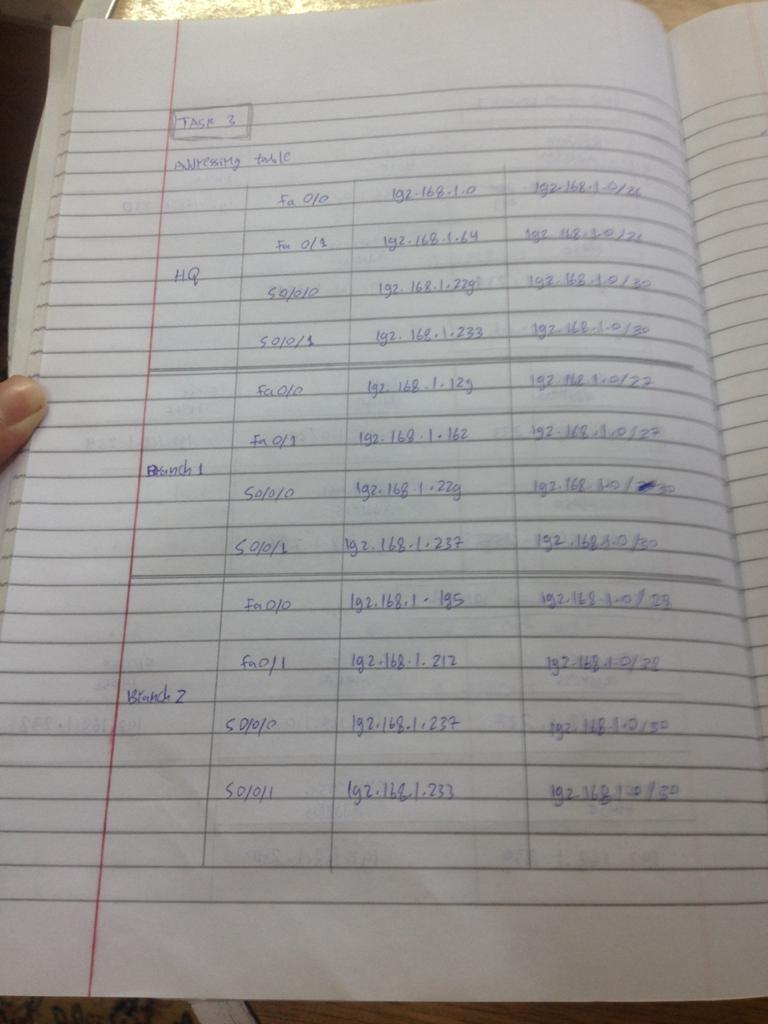 TASK 3
Adressing table
HQ
Fa 0/0 192.168.1.0 192.168.1.0/26
Fa 0/1 192.168.1.64 192.168.1.0/26
S0/0/0 192.168.1.229 192.168.1.0/30
S0/0/1 192.168.1.233 192.168.1.0/30
Branch 1
Fa0/0 192.168.1.129 192.168.1.0/27
Fa0/1 192.168.1.162 192.168.1.0/27
S0/0/0 192.168.1.229 192.168.1.0/30
S0/0/1 192.168.1.237 192.168.1.0/30
Branch 2
Fa0/0 192.168.1.195 192.168.1.0/28
Fa0/1 192.168.1.212 192.168.1.0/28
S0/0/0 192.168.1.237 192.168.1.0/30
S0/0/1 192.168.1.233 192.168.1.0/30